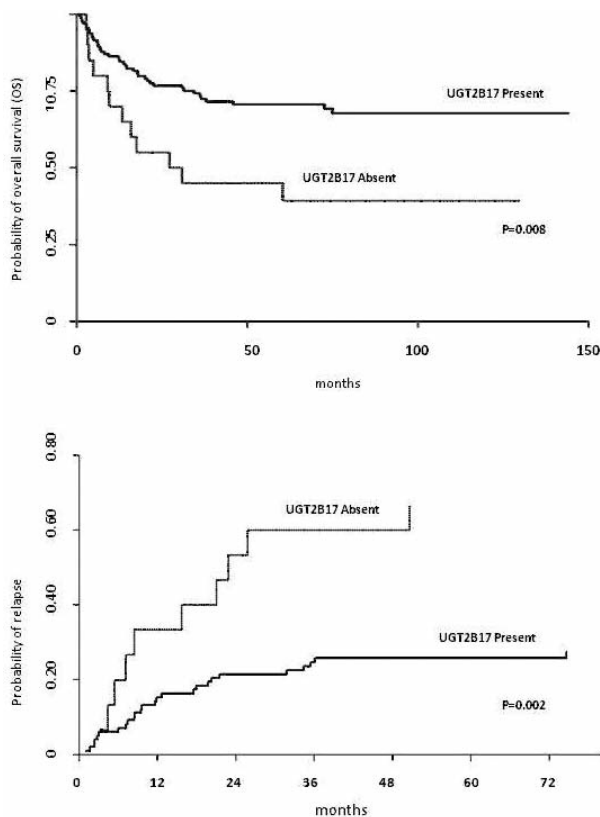 Probability of overall survival (OS)
0.75
0.50
0.25
0
UGT2B17 Present
UGT2B17 Absent
P=0.008
0 50 100 150
months
Probability of relapse
0.80
0.60
0.40
0.20
0
UGT2B17 Absent
UGT2B17 Present
P=0.002
0 12 24 36 48 60 72
months